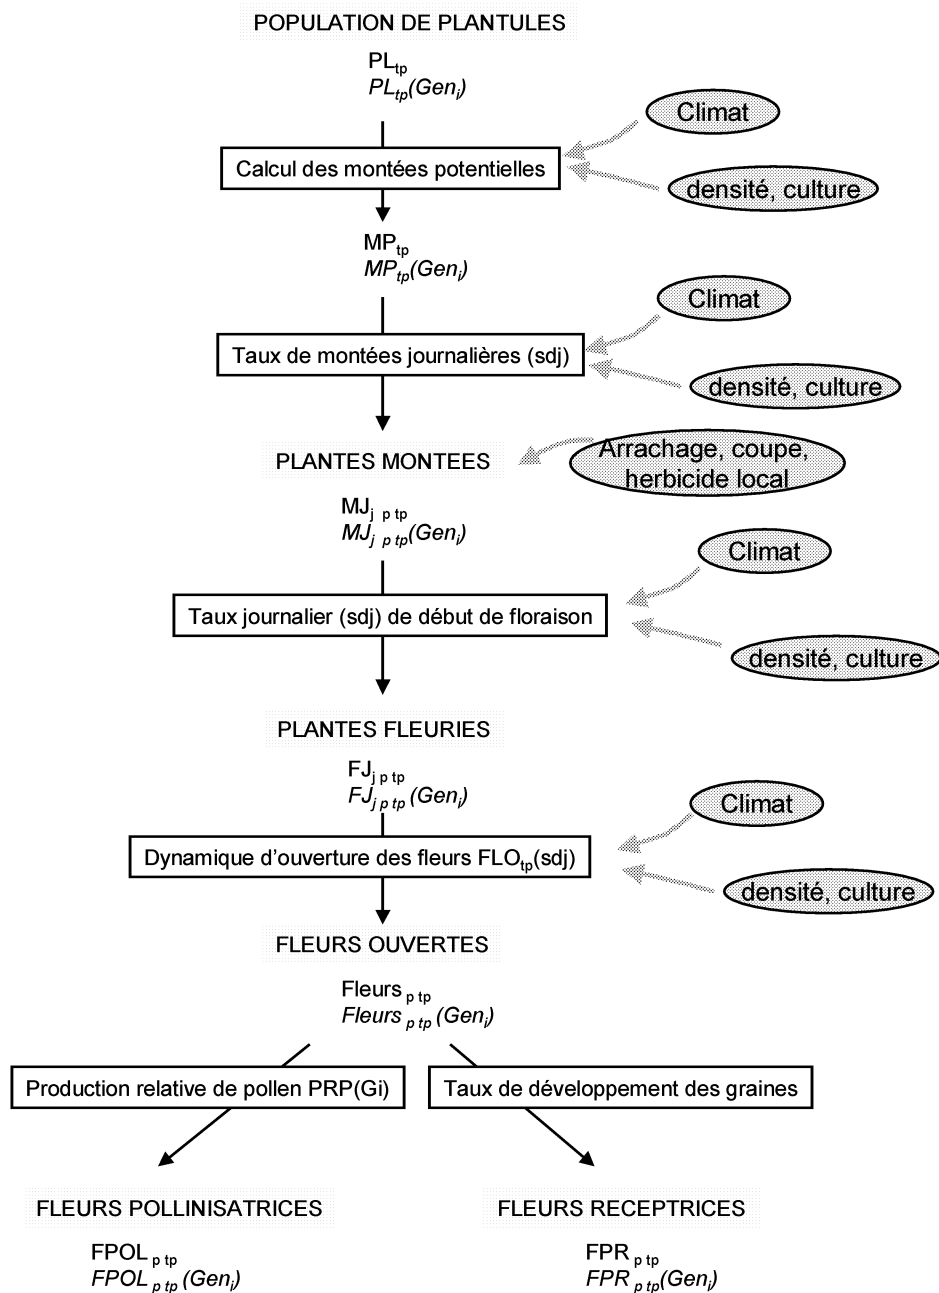 POPULATION DE PLANTULES
PLtp
PLtp(Geni)
Climat
Calcul des montées potentielles
densité, culture
MPtp
MPtp(Geni)
Climat
Taux de montées journalières (sdj)
densité, culture
PLANTES MONTEES
Arrachage, coupe,
herbicide local
MJj p tp
MJj p tp(Geni)
Climat
Taux journalier (sdj) de début de floraison
densité, culture
PLANTES FLEURIES
FJj p tp
FJj p tp (Geni)
Climat
Dynamique d'ouverture des fleurs FLOtp(sdj)
densité, culture
FLEURS OUVERTES
Fleurs p tp
Fleurs p tp (Geni)
Production relative de pollen PRP(Gi)
Taux de développement des graines
FLEURS POLLINISATRICES
FLEURS RECEPTRICES
FPOL p tp
FPOL p tp (Geni)
FPR p tp
FPR p tp(Geni)